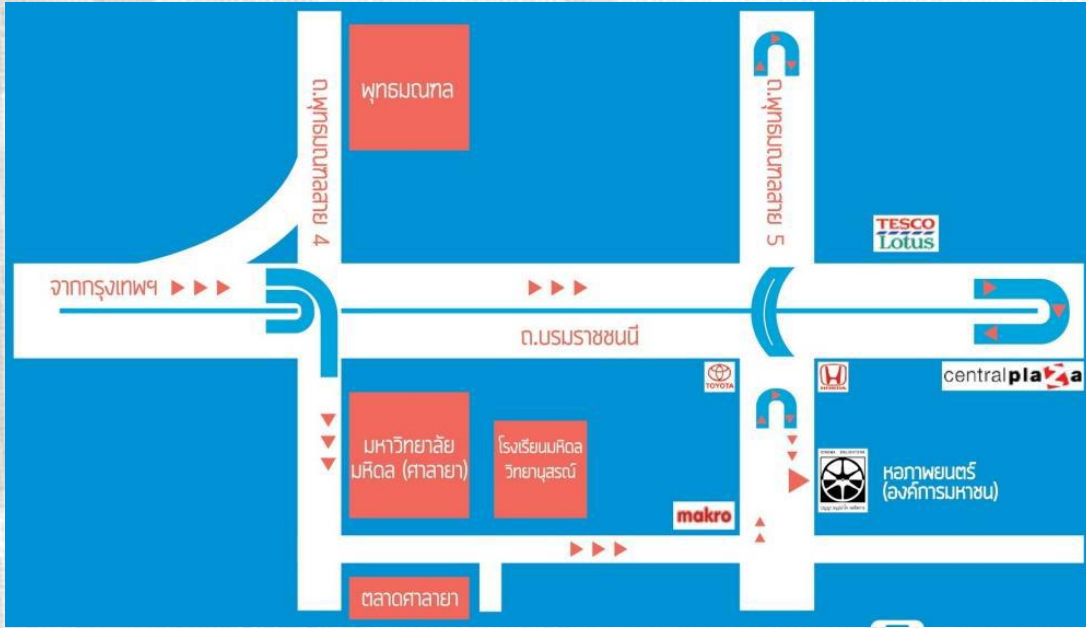 พุทธมณฑล
ถ.พุทธมณฑลสาย 4
ถ.พุทธมณฑลสาย 5
TESCO
Lotus
จากกรุงเทพฯ
ถ.บรมราชชนนี
TOYOTA
HONDA
centralplaza
มหาวิทยาลัย
มหิดล (ศาลายา)
โรงเรียนมหิดล
วิทยานุสรณ์
หอภาพยนตร์
(องค์การมหาชน)
makro
ตลาดศาลายา